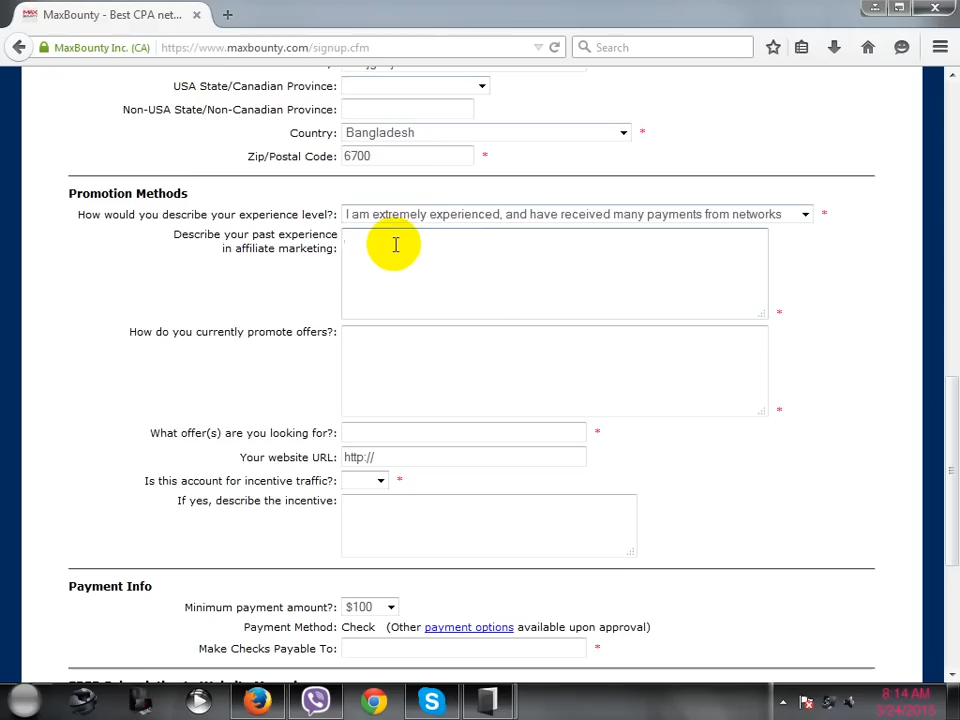 MaxBounty - Best CPA net...
MaxBounty Inc. (CA)
https://www.maxbounty.com/signup.cfm
Search
USA State/Canadian Province:
Non-USA State/Non-Canadian Province:
Country: Bangladesh *
Zip/Postal Code: 6700 *
Promotion Methods
How would you describe your experience level?: I am extremely experienced, and have received many payments from networks *
Describe your past experience
in affiliate marketing:
*
How do you currently promote offers?:
*
What offer(s) are you looking for?: *
Your website URL: http://
Is this account for incentive traffic?: *
If yes, describe the incentive:
Payment Info
Minimum payment amount?: $100
Payment Method: Check (Other payment options available upon approval)
Make Checks Payable To: *
8:14 AM
3/24/2015